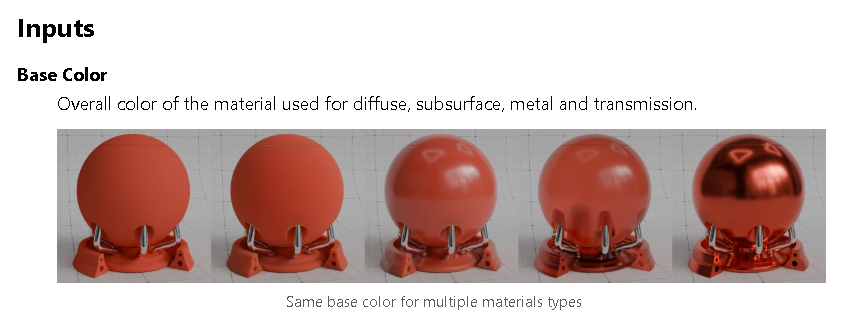 Inputs
Base Color
Overall color of the material used for diffuse, subsurface, metal and transmission.
Same base color for multiple materials types